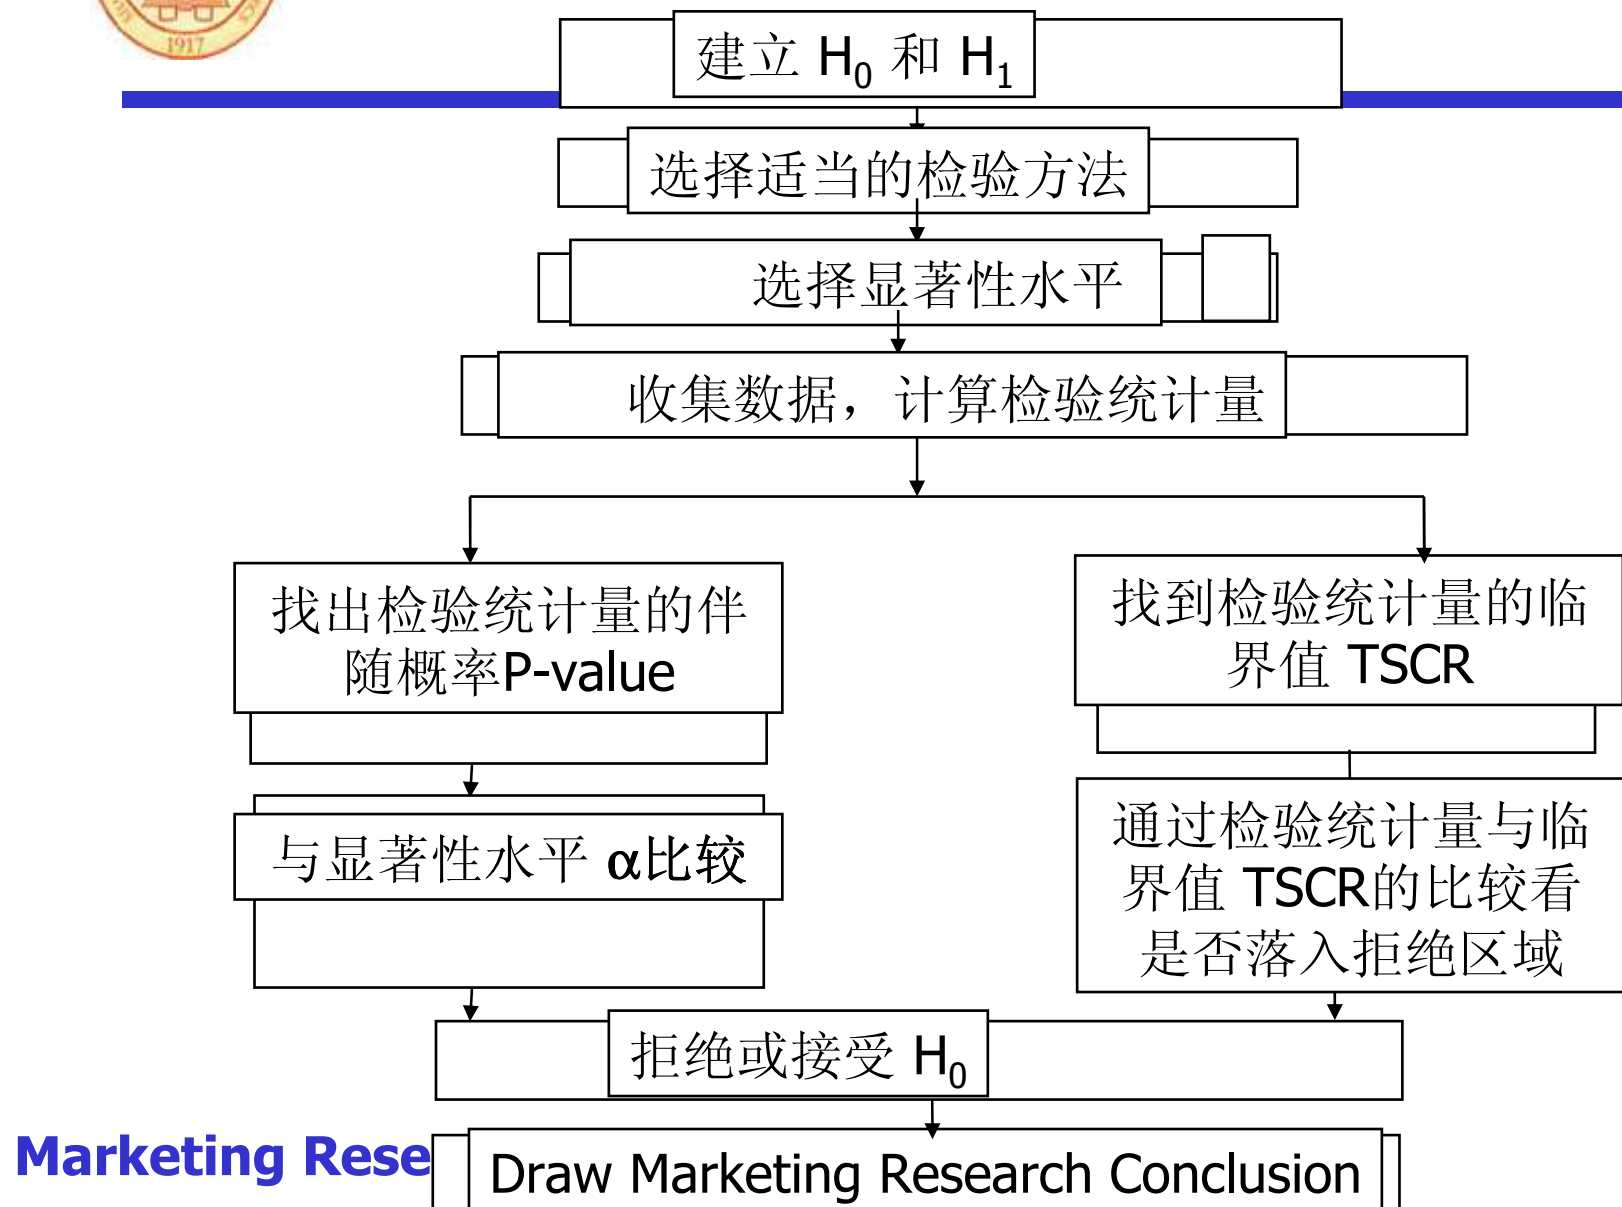 1917
建立 H₀ 和 H₁
选择适当的检验方法
选择显著性水平
收集数据，计算检验统计量
找出检验统计量的伴
随概率P-value
找到检验统计量的临
界值 TSCR
与显著性水平 α比较
通过检验统计量与临
界值 TSCR的比较看
是否落入拒绝区域
拒绝或接受 H₀
Marketing Rese
Draw Marketing Research Conclusion